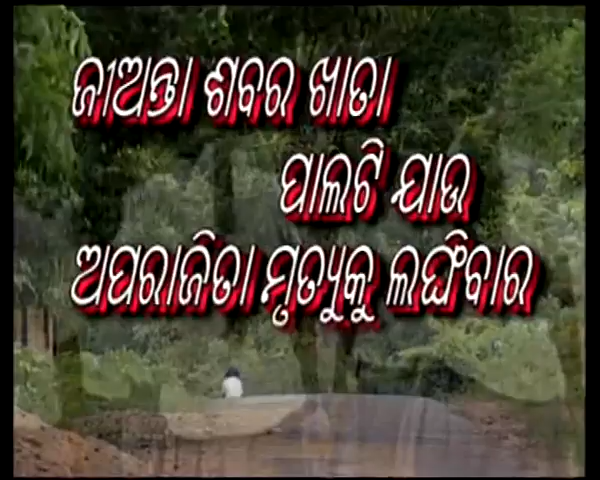 ଜୀଅନ୍ତା ଶବର ଖାତା
ପାଲଟି ଯାଉ
ଅପରାଜିତା ମୃତ୍ୟୁକୁ ଲଙ୍ଘିବାର